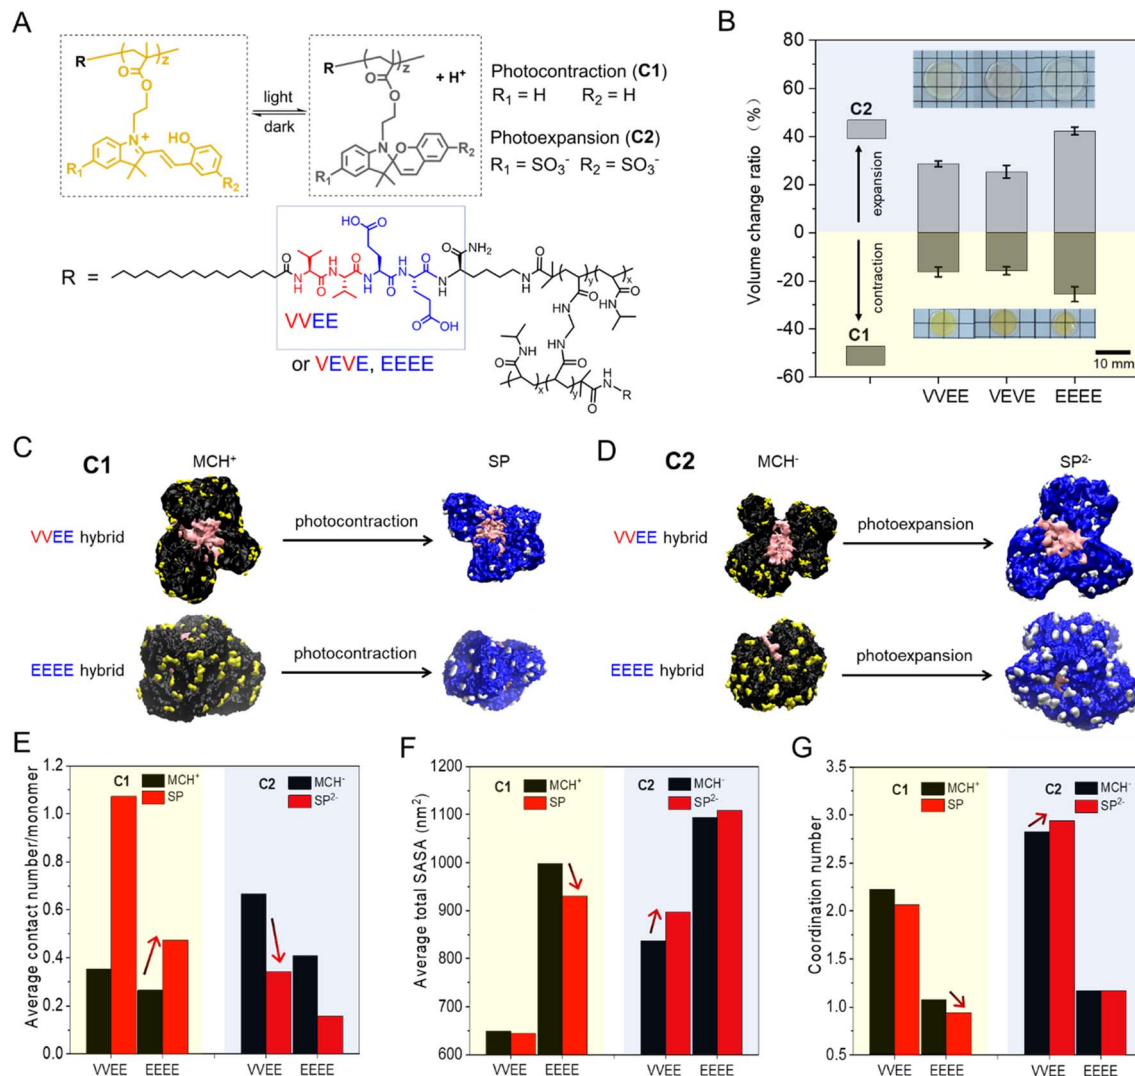 A
R
z
O
O
N
+
HO
R1
R2
light
dark
R
z
O
O
+ H+
N
O
R1
R2
Photocontraction (C1)
R1 = H R2 = H
Photoexpansion (C2)
R1 = SO3- R2 = SO3-
R =
HO
O
O
NH2
VVEE
OH
or VEVE, EEEE
B
Volume change ratio (%)
80
60
40
20
0
-20
-40
-60
C2
expansion
contraction
C1
10 mm
VVEE
VEVE
EEEE
C
C1
MCH+
SP
VVEE hybrid
photocontraction
EEEE hybrid
photocontraction
D
C2
MCH-
SP2-
VVEE hybrid
photoexpansion
EEEE hybrid
photoexpansion
E
Average contact number/monomer
1.2
1.0
0.8
0.6
0.4
0.2
0.0
C1
MCH+
SP
C2
MCH-
SP2-
VVEE
EEEE
VVEE
EEEE
F
Average total SASA (nm2)
1200
1100
1000
900
800
700
600
C1
MCH+
SP
C2
MCH-
SP2-
VVEE
EEEE
VVEE
EEEE
G
Coordination number
3.5
3.0
2.5
2.0
1.5
1.0
0.5
C1
MCH+
SP
C2
MCH-
SP2-
VVEE
EEEE
VVEE
EEEE